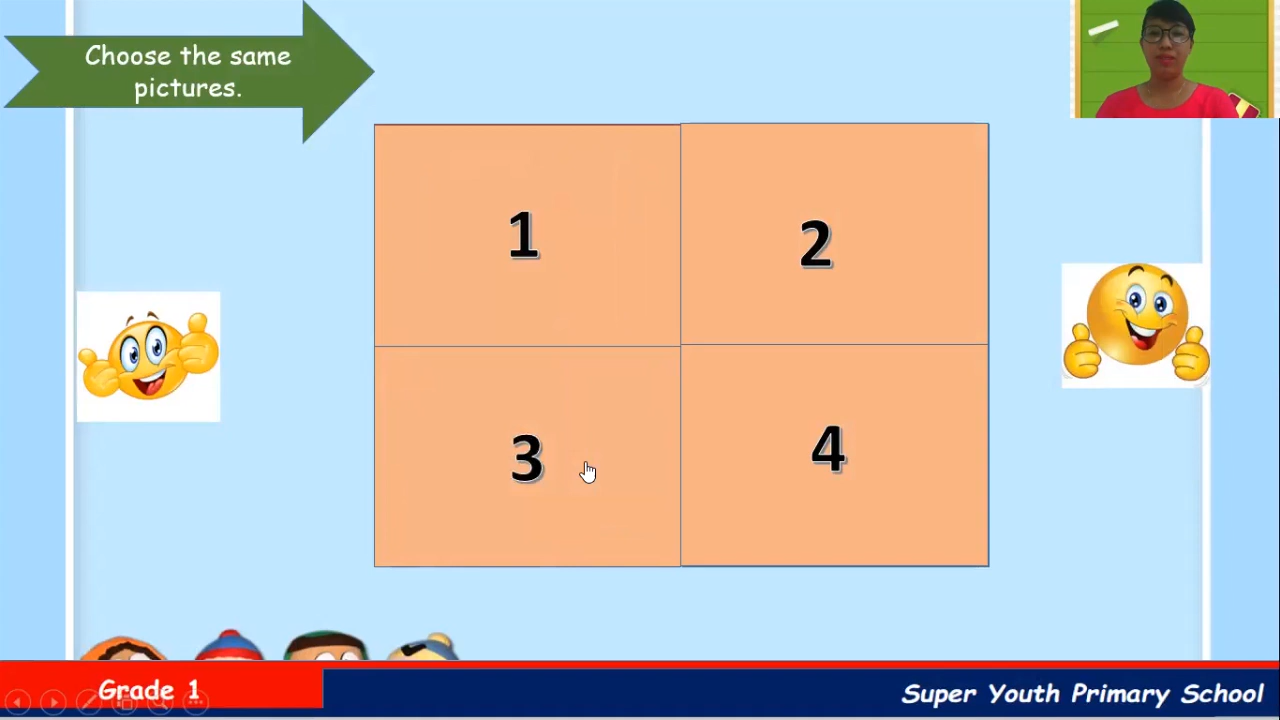 Choose the same
pictures.
1
2
3
4
Grade 1
Super Youth Primary School